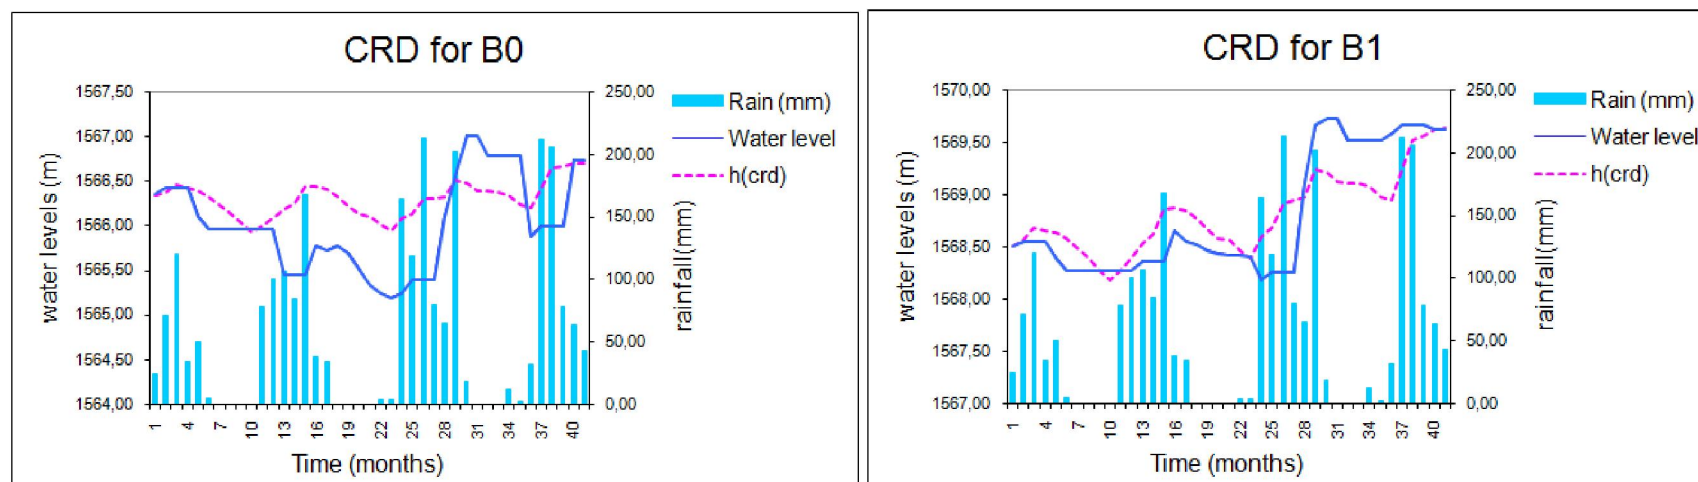 CRD for B0
1567,50
1567,00
1566,50
1566,00
1565,50
1565,00
1564,50
1564,00
water levels (m)
250,00
200,00
150,00
100,00
50,00
0,00
rainfall(mm)
Rain (mm)
Water level
h(crd)
1 4 7 10 13 16 19 22 25 28 31 34 37 40
Time (months)
CRD for B1
1570,00
1569,50
1569,00
1568,50
1568,00
1567,50
1567,00
water levels (m)
250,00
200,00
150,00
100,00
50,00
0,00
rainfall(mm)
Rain (mm)
Water level
h(crd)
1 4 7 10 13 16 19 22 25 28 31 34 37 40
Time (months)